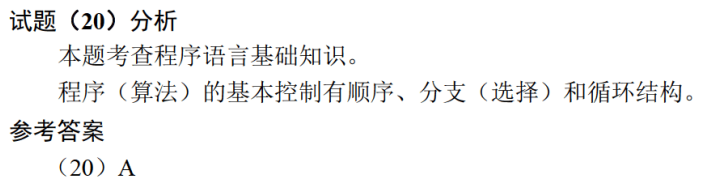 试题（20）分析
本题考查程序语言基础知识。
程序（算法）的基本控制有顺序、分支（选择）和循环结构。
参考答案
（20）A